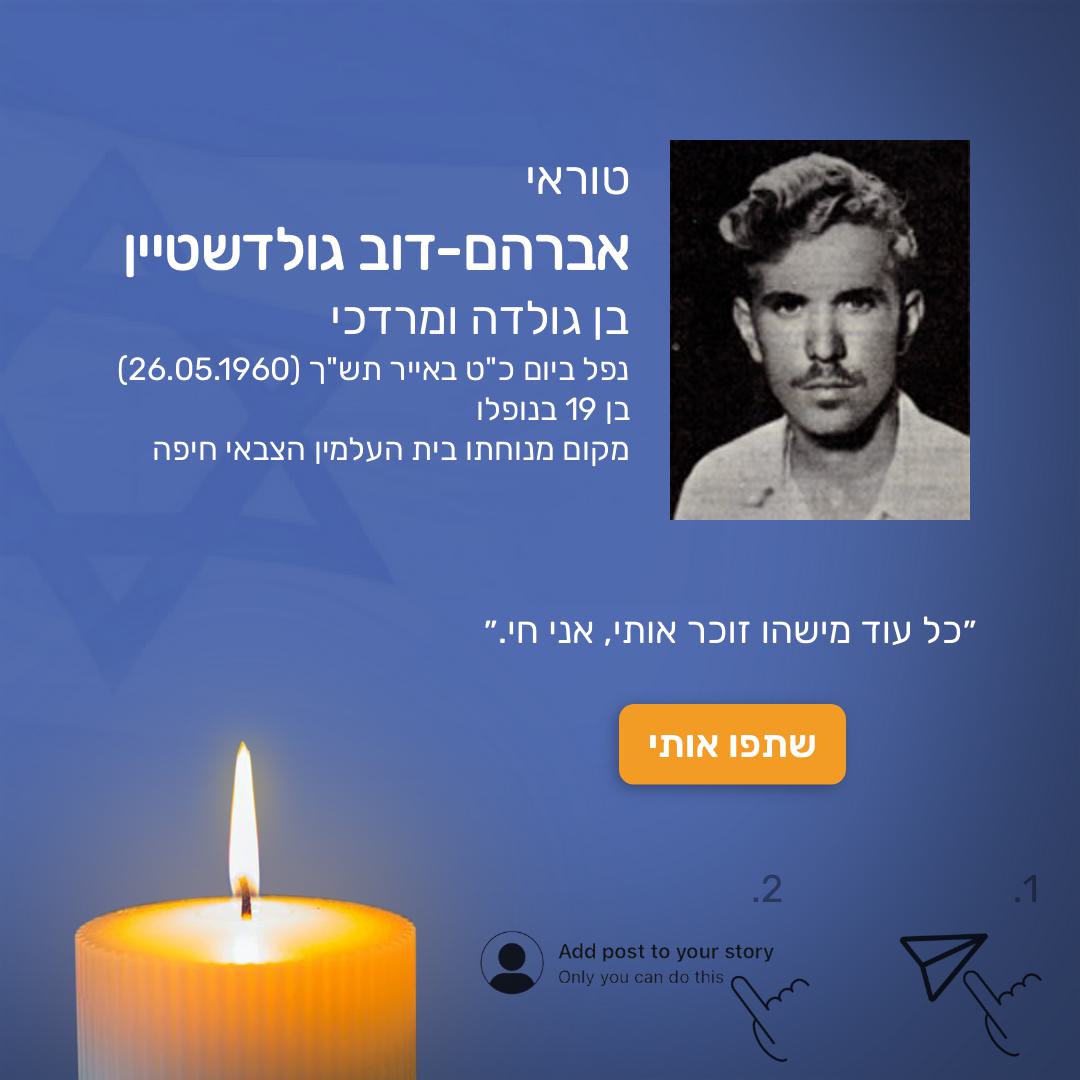 טוראי
אברהם-דוב גולדשטיין
בן גולדה ומרדכי
נפל ביום כ"ט באייר תש"ך (26.05.1960)
בן 19 בנופלו
מקום מנוחתו בית העלמין הצבאי חיפה
״כל עוד מישהו זוכר אותי, אני חי.״
שתפו אותי
1.
2.
Add post to your story
Only you can do this